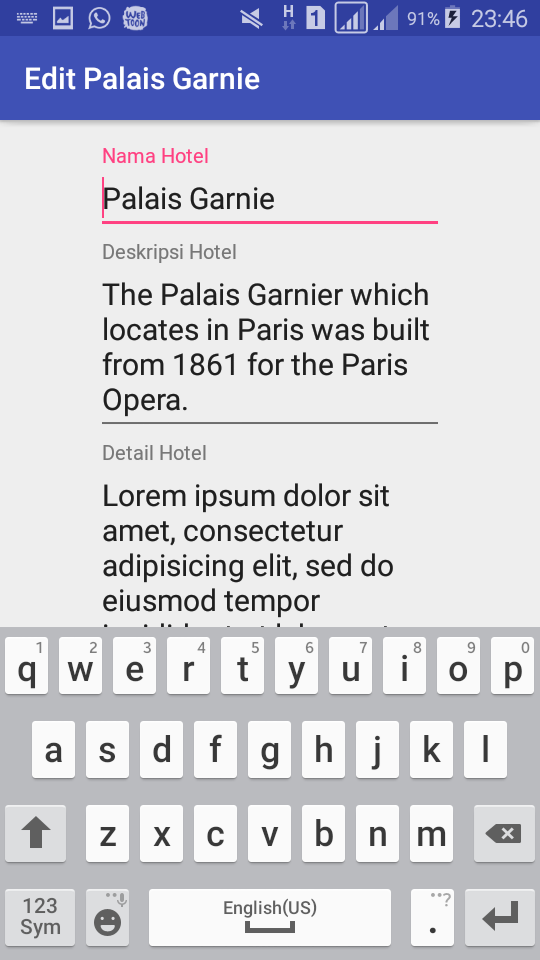 WEB TOON H 1 91% 23:46
Edit Palais Garnie
Nama Hotel
Palais Garnie
Deskripsi Hotel
The Palais Garnier which
locates in Paris was built
from 1861 for the Paris
Opera.
Detail Hotel
Lorem ipsum dolor sit
amet, consectetur
adipisicing elit, sed do
eiusmod tempor
1 2 3 4 5 6 7 8 9 0
q w e r t y u i o p
a s d f g h j k l
z x c v b n m
123 English(US) ?
Sym .